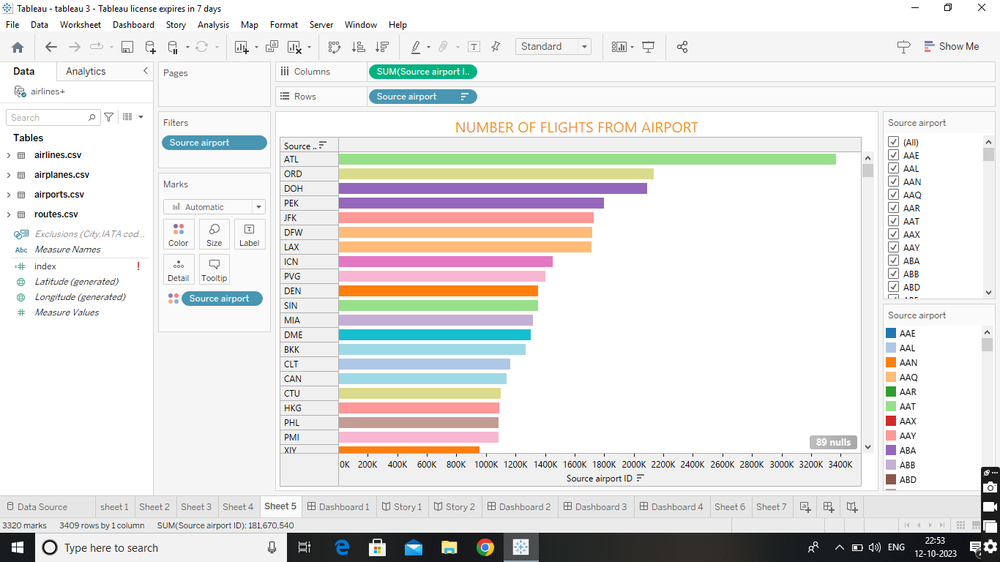 Tableau - tableau 3 - Tableau license expires in 7 days
File Data Worksheet Dashboard Story Analysis Map Format Server Window Help
Standard
Show Me
Data Analytics
airlines+
Search
Tables
airlines.csv
airplanes.csv
airports.csv
routes.csv
Exclusions (City,IATA cod...
Abc Measure Names
index !
Latitude (generated)
Longitude (generated)
Measure Values
Pages
Filters
Source airport
Marks
Automatic
Color Size Label
Detail Tooltip
Source airport
Columns SUM(Source airport I..
Rows Source airport
NUMBER OF FLIGHTS FROM AIRPORT
Source ..
ATL
ORD
DOH
PEK
JFK
DFW
LAX
ICN
PVG
DEN
SIN
MIA
DME
BKK
CLT
CAN
CTU
HKG
PHL
PMI
XIY
89 nulls
0K 200K 400K 600K 800K 1000K 1200K 1400K 1600K 1800K 2000K 2200K 2400K 2600K 2800K 3000K 3200K 3400K
Source airport ID
Source airport
(All)
AAE
AAL
AAN
AAQ
AAR
AAT
AAX
AAY
ABA
ABB
ABD
Source airport
AAE
AAL
AAN
AAQ
AAR
AAT
AAX
AAY
ABA
ABB
ABD
Data Source sheet 1 Sheet 2 Sheet 3 Sheet 4 Sheet 5 Dashboard 1 Story 1 Story 2 Dashboard 2 Dashboard 3 Dashboard 4 Sheet 6 Sheet 7
3320 marks 3409 rows by 1 column SUM(Source airport ID): 181,670,540
Type here to search
ENG
22:53
12-10-2023